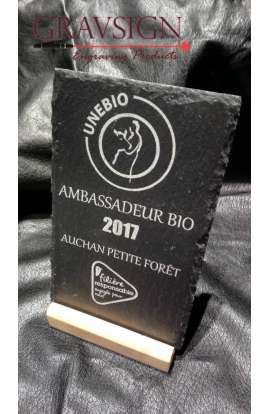 GRAVSIGN
Engraving Products
UNEBIO
AMBASSADEUR BIO
2017
AUCHAN PETITE FORÊT
filière
responsable